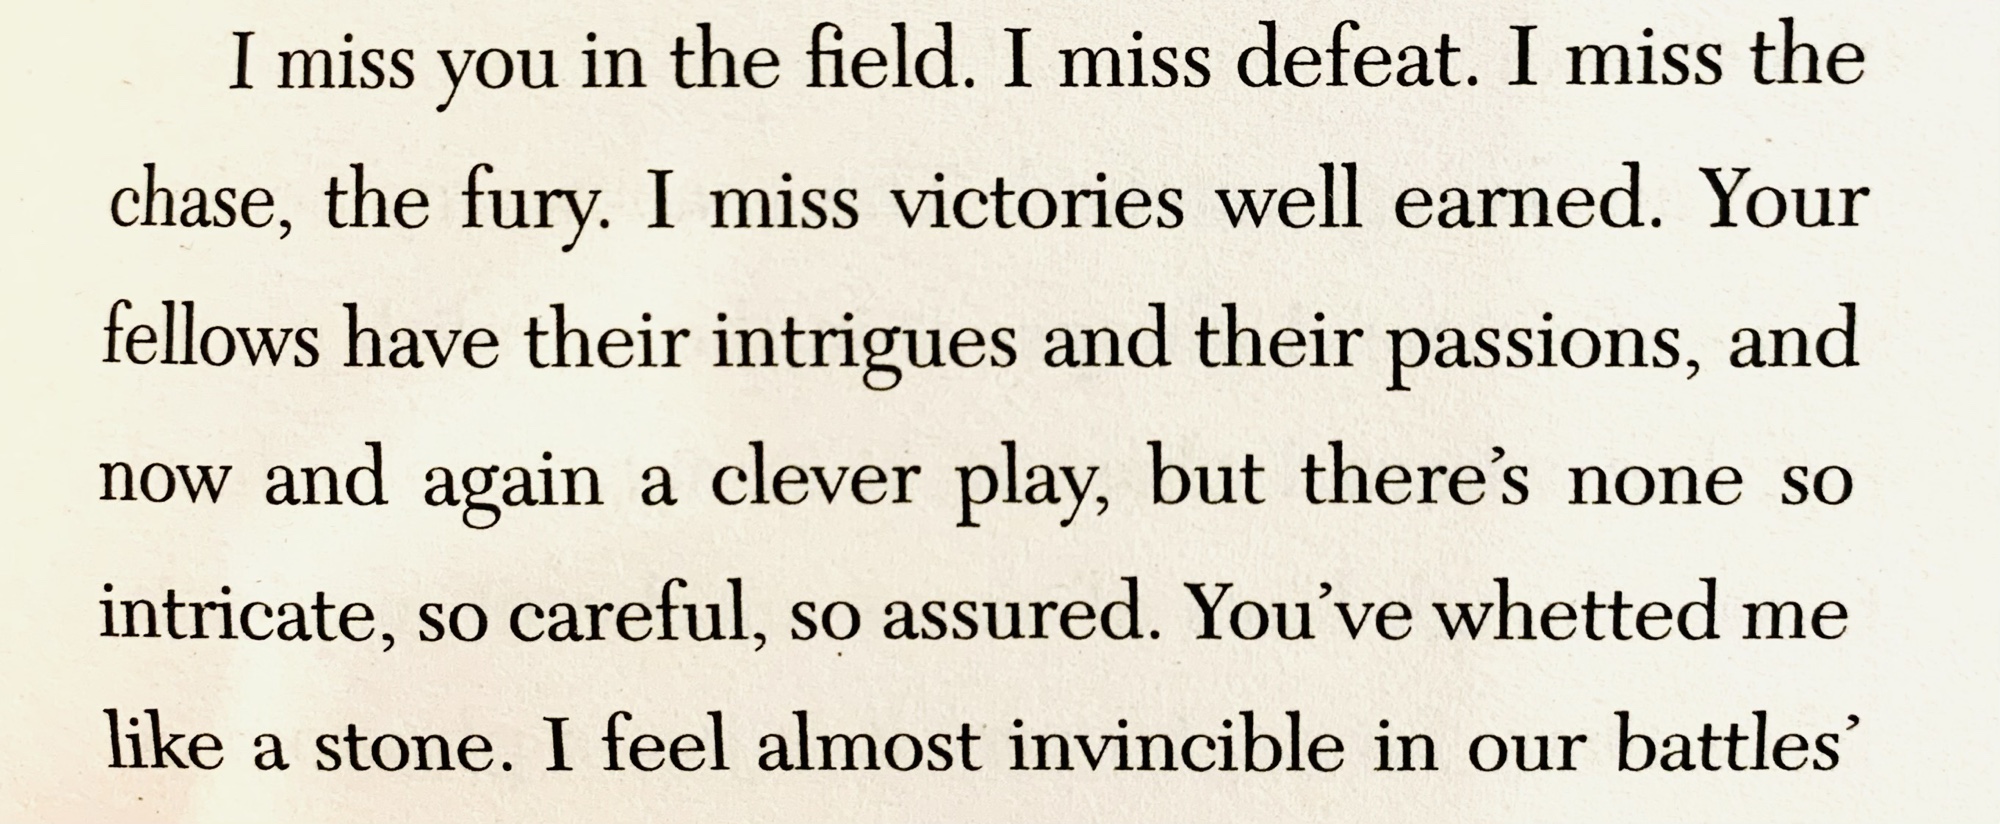 I miss you in the field. I miss defeat. I miss the
chase, the fury. I miss victories well earned. Your
fellows have their intrigues and their passions, and
now and again a clever play, but there’s none so
intricate, so careful, so assured. You’ve whetted me
like a stone. I feel almost invincible in our battles’